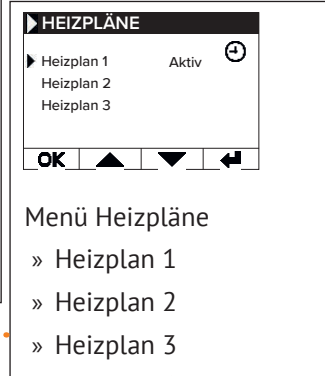 HEIZPLÄNE
Heizplan 1 Aktiv
Heizplan 2
Heizplan 3
OK
Menü Heizpläne
» Heizplan 1
» Heizplan 2
» Heizplan 3